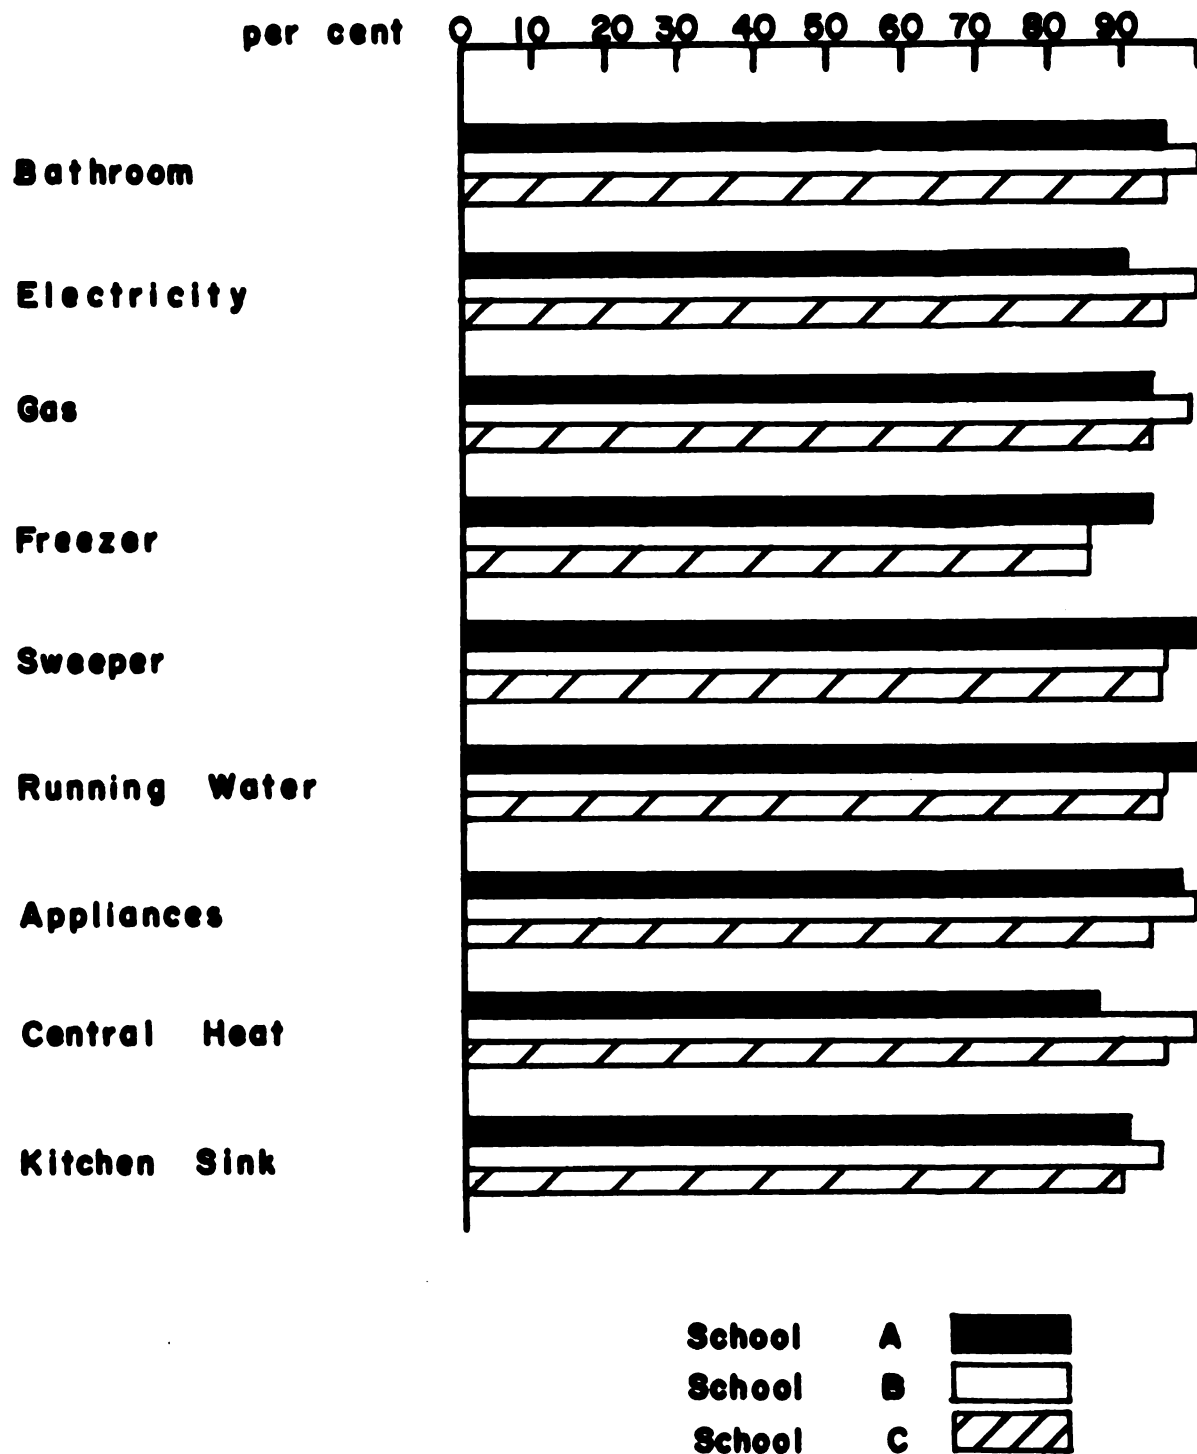 per cent 0 10 20 30 40 50 60 70 80 90
Bathroom
Electricity
Gas
Freezer
Sweeper
Running Water
Appliances
Central Heat
Kitchen Sink
School A
School B
School C